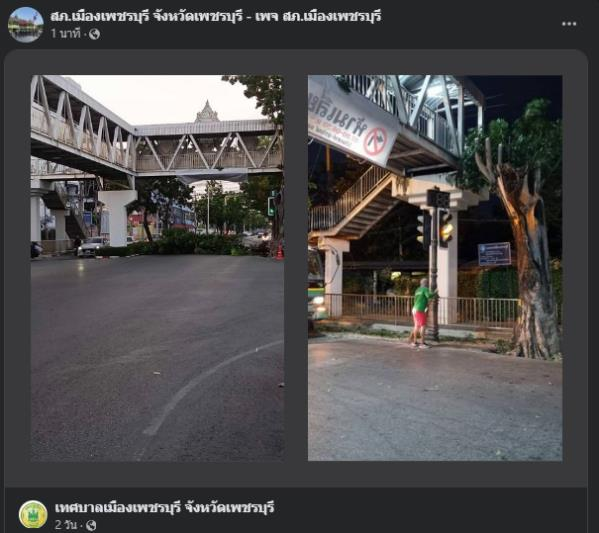 สภ.เมืองเพชรบุรี จังหวัดเพชรบุรี - เพจ สภ.เมืองเพชรบุรี
1 นาที ·
เทศบาลเมืองเพชรบุรี จังหวัดเพชรบุรี
2 วัน ·